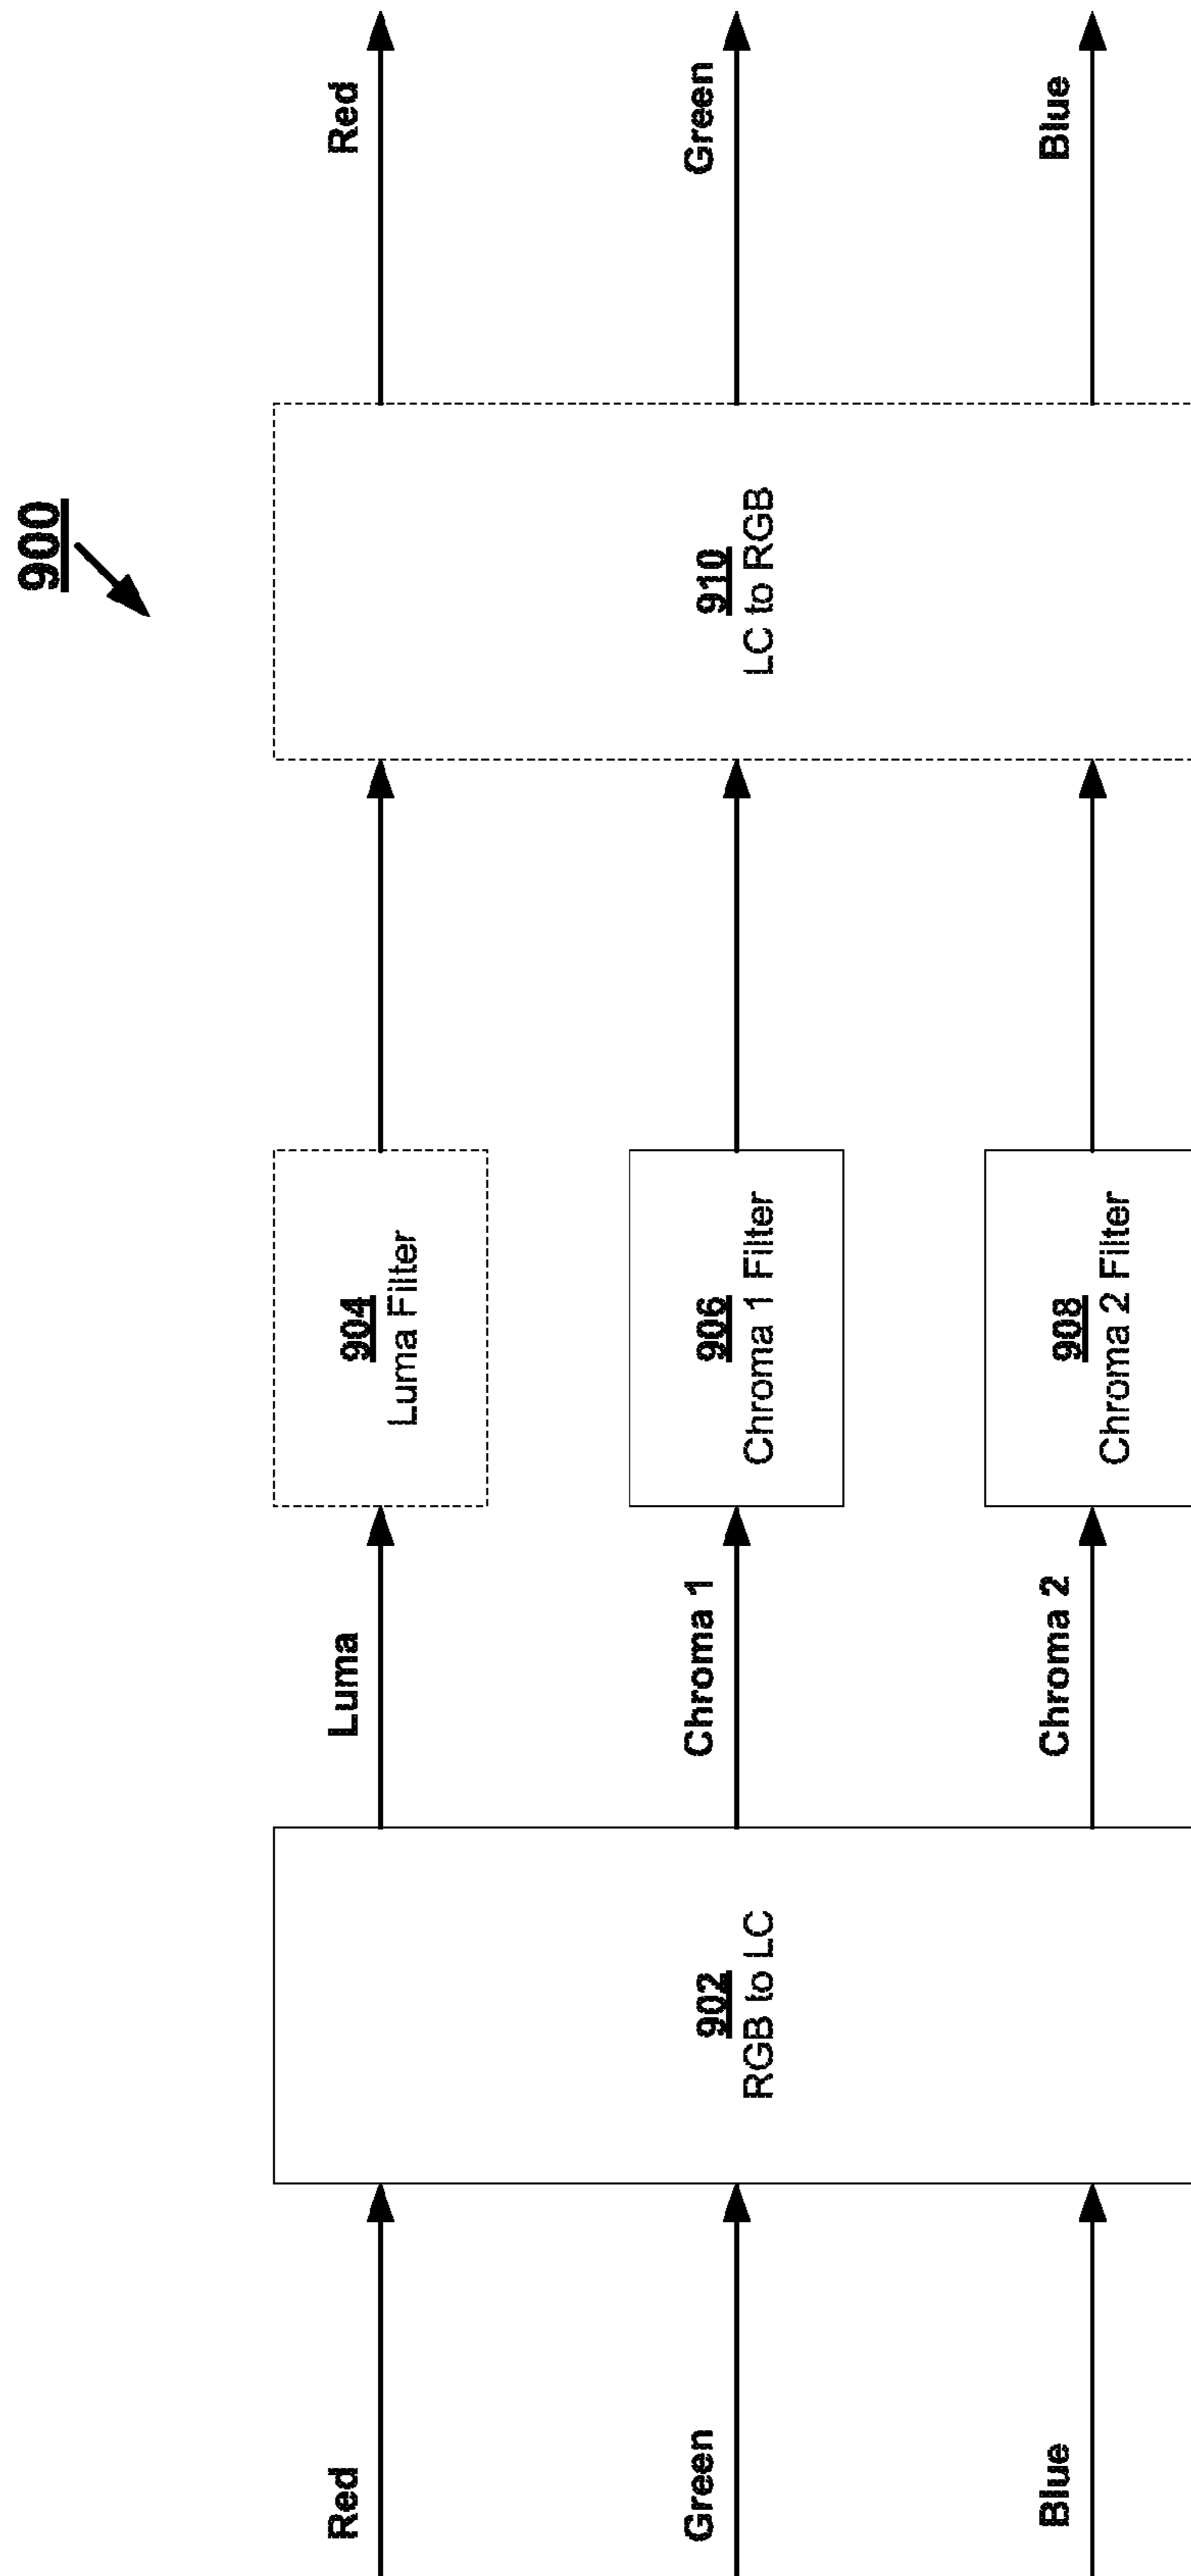 900
Red
Green
Blue
902
RGB to LC
Luma
Chroma 1
Chroma 2
904
Luma Filter
906
Chroma 1 Filter
908
Chroma 2 Filter
910
LC to RGB
Red
Green
Blue